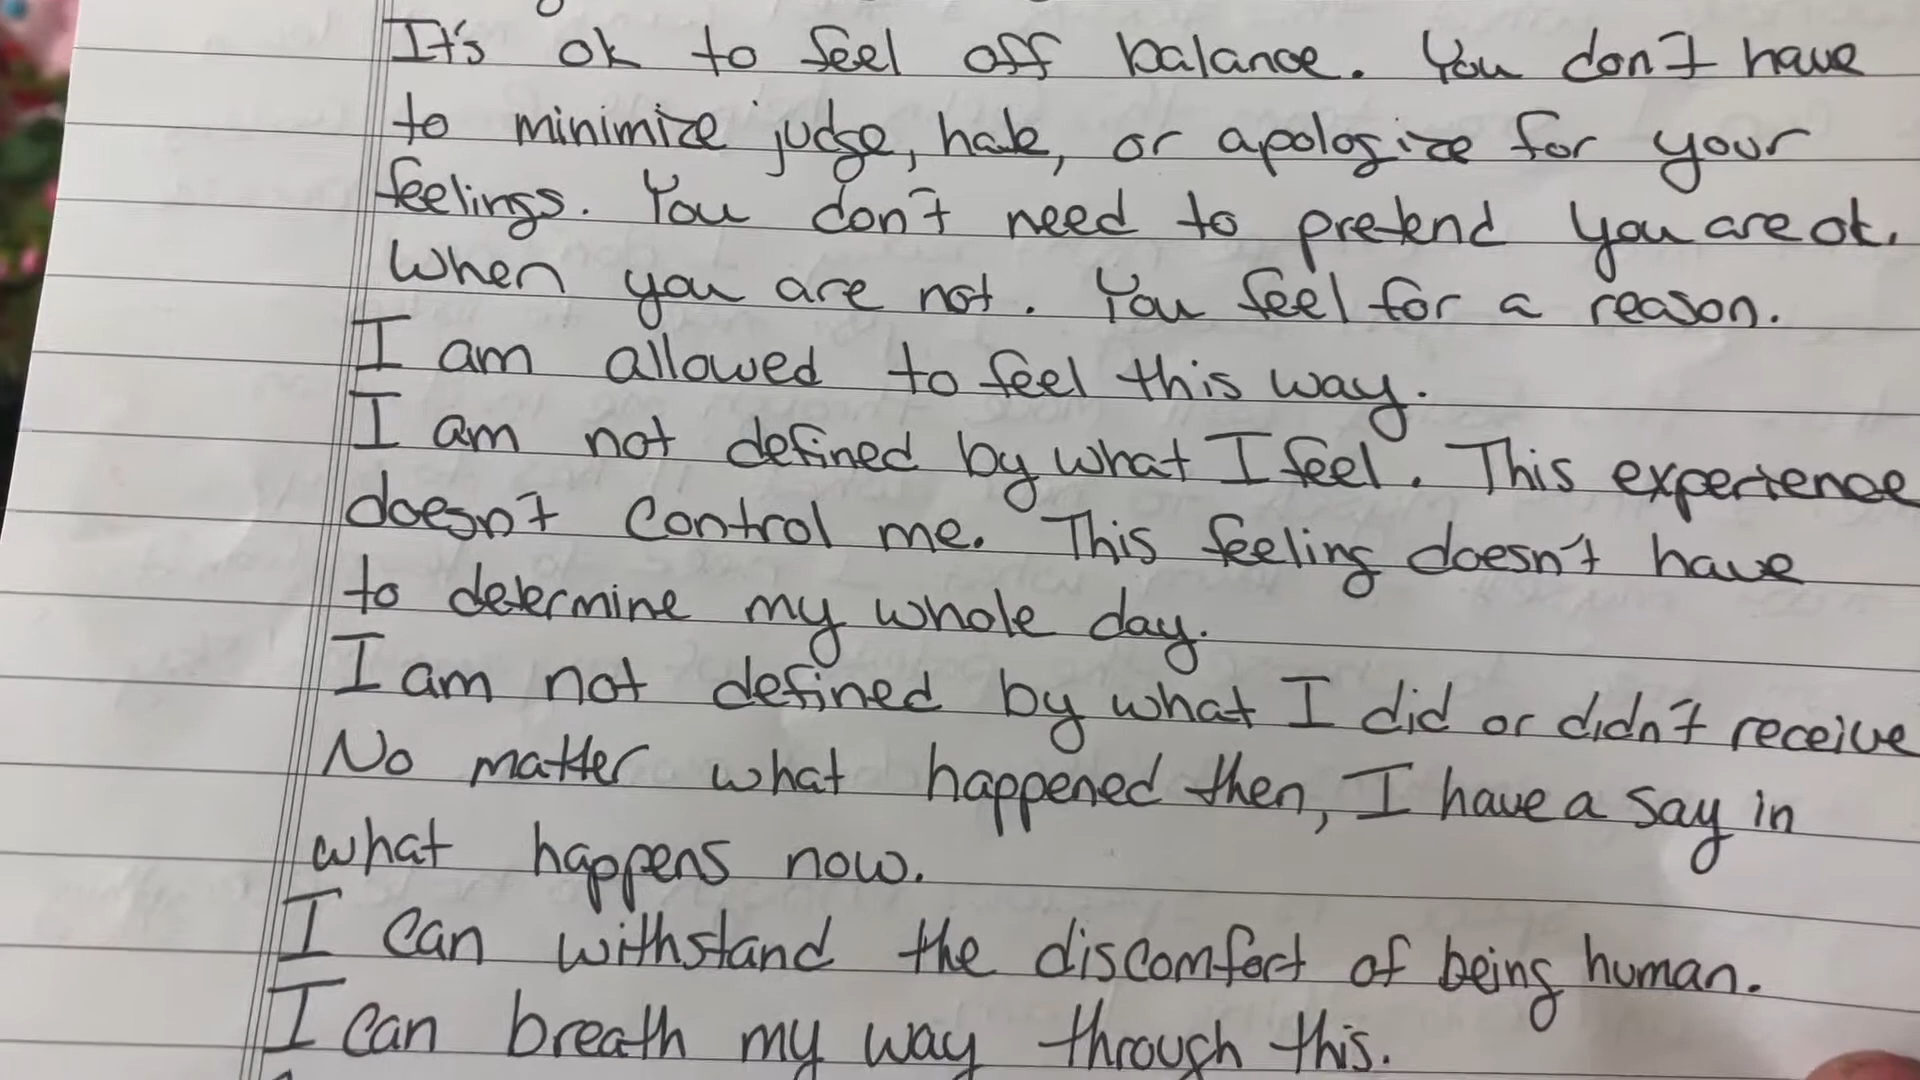 It's ok to feel off balance. You don't have
to minimize judge, hate, or apologize for your
feelings. You don't need to pretend you are ok.
When you are not. You feel for a reason.
I am allowed to feel this way.
I am not defined by what I feel. This experience
doesn't control me. This feeling doesn't have
to determine my whole day.
I am not defined by what I did or didn't receive
No matter what happened then, I have a say in
what happens now.
I can withstand the discomfort of being human.
I can breath my way through this.